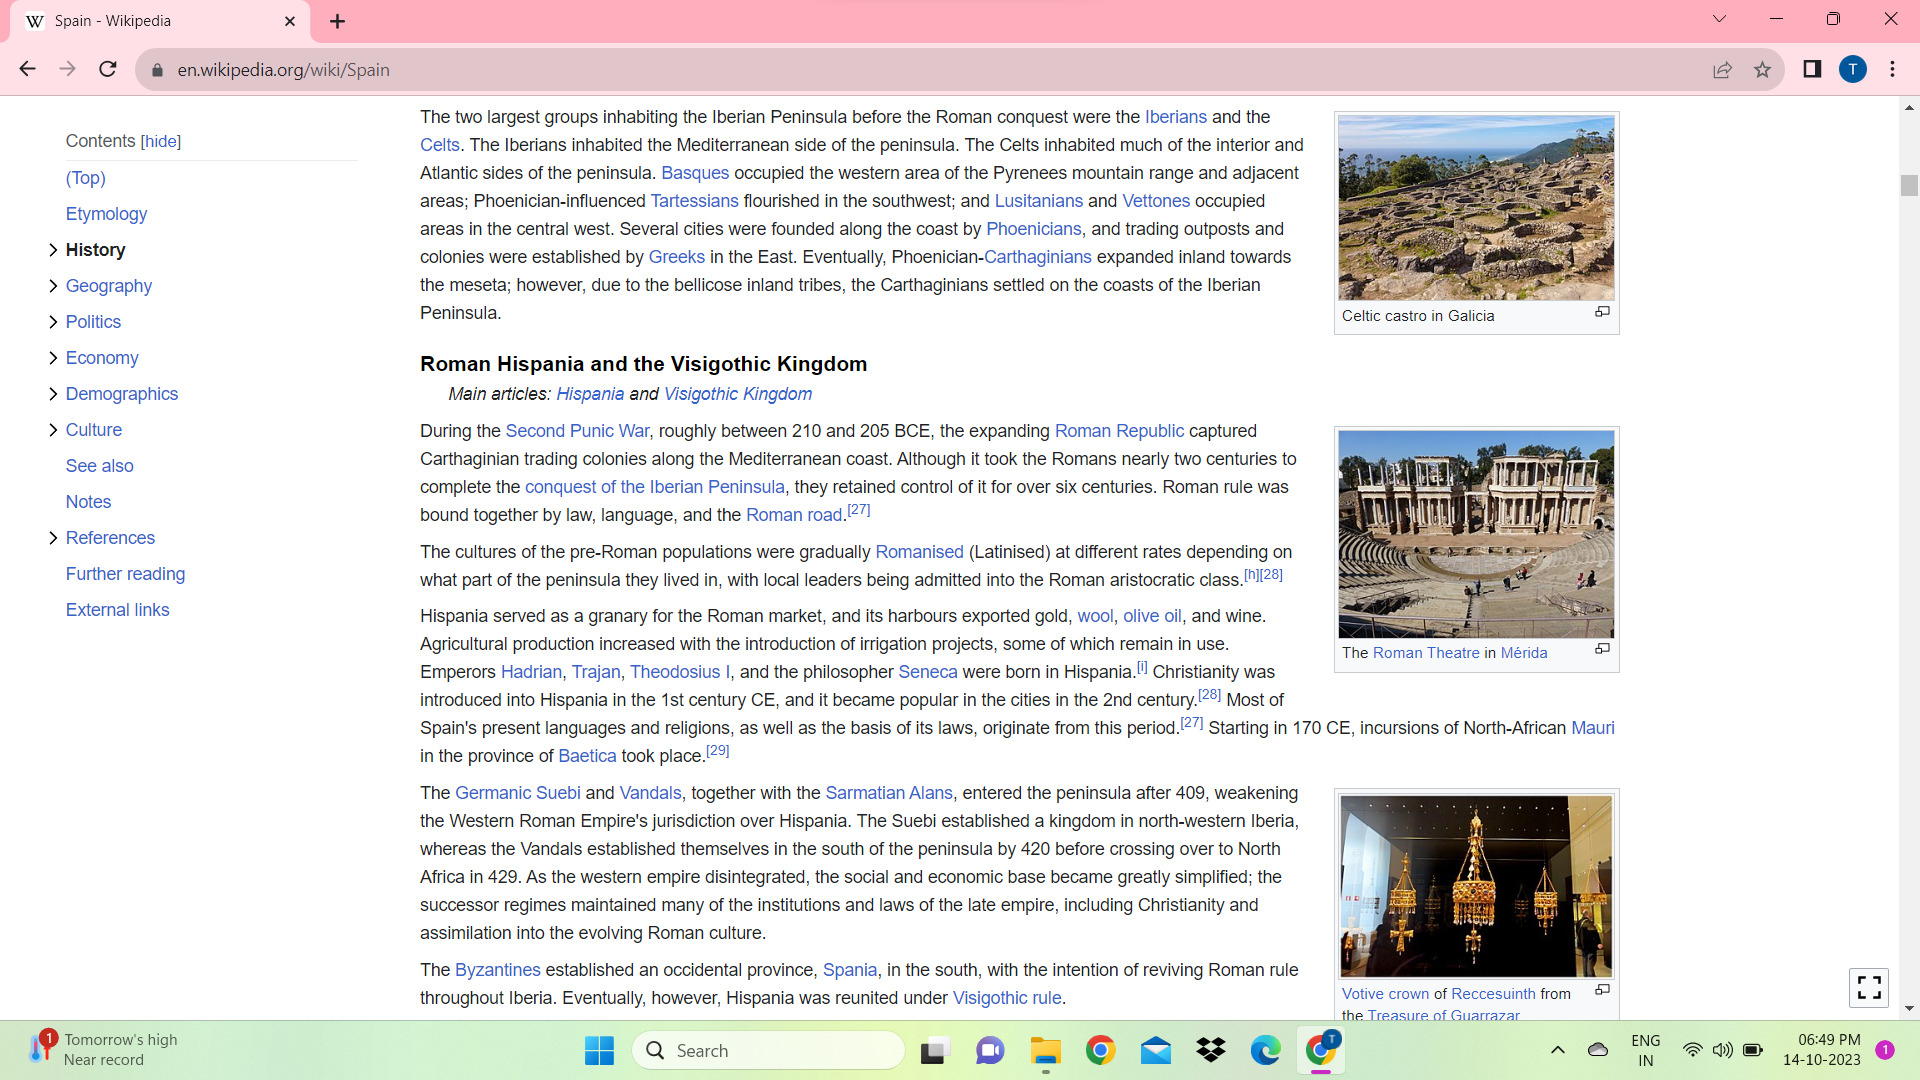 Spain - Wikipedia
en.wikipedia.org/wiki/Spain
T
Contents [hide]
(Top)
Etymology
History
Geography
Politics
Economy
Demographics
Culture
See also
Notes
References
Further reading
External links
The two largest groups inhabiting the Iberian Peninsula before the Roman conquest were the Iberians and the
Celts. The Iberians inhabited the Mediterranean side of the peninsula. The Celts inhabited much of the interior and
Atlantic sides of the peninsula. Basques occupied the western area of the Pyrenees mountain range and adjacent
areas; Phoenician-influenced Tartessians flourished in the southwest; and Lusitanians and Vettones occupied
areas in the central west. Several cities were founded along the coast by Phoenicians, and trading outposts and
colonies were established by Greeks in the East. Eventually, Phoenician-Carthaginians expanded inland towards
the meseta; however, due to the bellicose inland tribes, the Carthaginians settled on the coasts of the Iberian
Peninsula.
Celtic castro in Galicia
Roman Hispania and the Visigothic Kingdom
Main articles: Hispania and Visigothic Kingdom
During the Second Punic War, roughly between 210 and 205 BCE, the expanding Roman Republic captured
Carthaginian trading colonies along the Mediterranean coast. Although it took the Romans nearly two centuries to
complete the conquest of the Iberian Peninsula, they retained control of it for over six centuries. Roman rule was
bound together by law, language, and the Roman road.[27]
The cultures of the pre-Roman populations were gradually Romanised (Latinised) at different rates depending on
what part of the peninsula they lived in, with local leaders being admitted into the Roman aristocratic class.[h][28]
The Roman Theatre in Mérida
Hispania served as a granary for the Roman market, and its harbours exported gold, wool, olive oil, and wine.
Agricultural production increased with the introduction of irrigation projects, some of which remain in use.
Emperors Hadrian, Trajan, Theodosius I, and the philosopher Seneca were born in Hispania.[i] Christianity was
introduced into Hispania in the 1st century CE, and it became popular in the cities in the 2nd century.[28] Most of
Spain's present languages and religions, as well as the basis of its laws, originate from this period.[27] Starting in 170 CE, incursions of North-African Mauri
in the province of Baetica took place.[29]
The Germanic Suebi and Vandals, together with the Sarmatian Alans, entered the peninsula after 409, weakening
the Western Roman Empire's jurisdiction over Hispania. The Suebi established a kingdom in north-western Iberia,
whereas the Vandals established themselves in the south of the peninsula by 420 before crossing over to North
Africa in 429. As the western empire disintegrated, the social and economic base became greatly simplified; the
successor regimes maintained many of the institutions and laws of the late empire, including Christianity and
assimilation into the evolving Roman culture.
The Byzantines established an occidental province, Spania, in the south, with the intention of reviving Roman rule
throughout Iberia. Eventually, however, Hispania was reunited under Visigothic rule.
Votive crown of Reccesuinth from
the Treasure of Guarrazar
1
Tomorrow's high
Near record
Search
T
ENG
IN
06:49 PM
14-10-2023
1